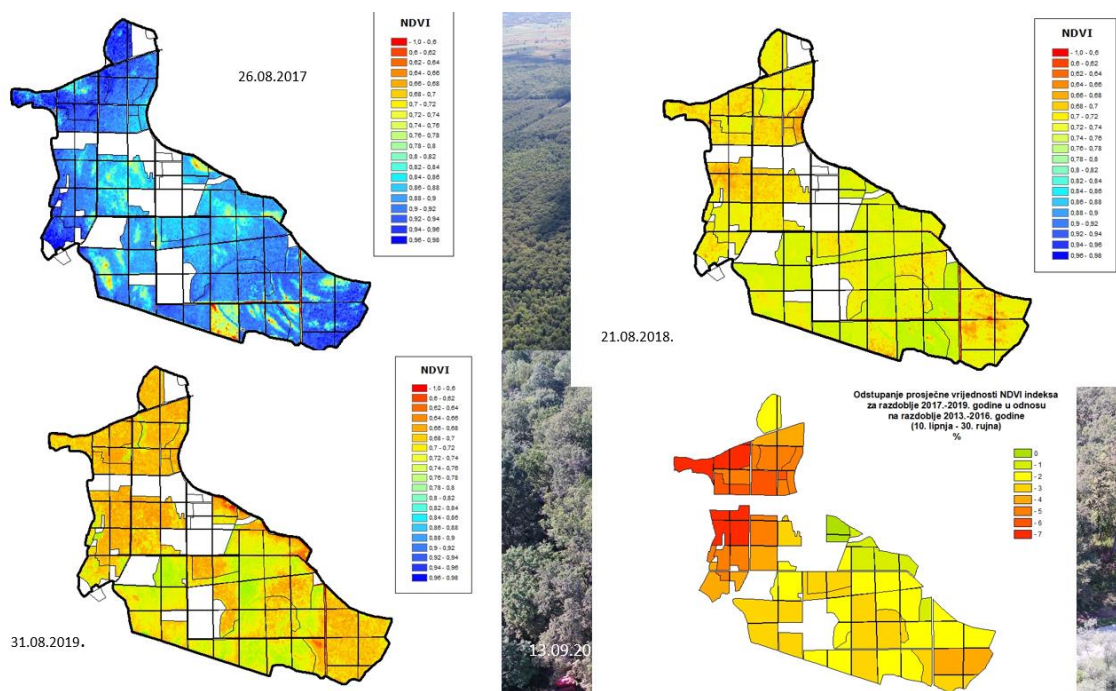 NDVI
- 1,0 - 0,6
0,6 - 0,62
0,62 - 0,64
0,64 - 0,66
0,66 - 0,68
0,68 - 0,7
0,7 - 0,72
0,72 - 0,74
0,74 - 0,76
0,76 - 0,78
0,78 - 0,8
0,8 - 0,82
0,82 - 0,84
0,84 - 0,86
0,86 - 0,88
0,88 - 0,9
0,9 - 0,92
0,92 - 0,94
0,94 - 0,96
0,96 - 0,98
26.08.2017
NDVI
- 1,0 - 0,6
0,6 - 0,62
0,62 - 0,64
0,64 - 0,66
0,66 - 0,68
0,68 - 0,7
0,7 - 0,72
0,72 - 0,74
0,74 - 0,76
0,76 - 0,78
0,78 - 0,8
0,8 - 0,82
0,82 - 0,84
0,84 - 0,86
0,86 - 0,88
0,88 - 0,9
0,9 - 0,92
0,92 - 0,94
0,94 - 0,96
0,96 - 0,98
21.08.2018.
NDVI
- 1,0 - 0,6
0,6 - 0,62
0,62 - 0,64
0,64 - 0,66
0,66 - 0,68
0,68 - 0,7
0,7 - 0,72
0,72 - 0,74
0,74 - 0,76
0,76 - 0,78
0,78 - 0,8
0,8 - 0,82
0,82 - 0,84
0,84 - 0,86
0,86 - 0,88
0,88 - 0,9
0,9 - 0,92
0,92 - 0,94
0,94 - 0,96
0,96 - 0,98
31.08.2019.
13.09.20
Odstupanje prosječne vrijednosti NDVI indeksa
za razdoblje 2017.-2019. godine u odnosu
na razdoblje 2013.-2016. godine
(10. lipnja - 30. rujna)
%
0
- 1
- 2
- 3
- 4
- 5
- 6
- 7